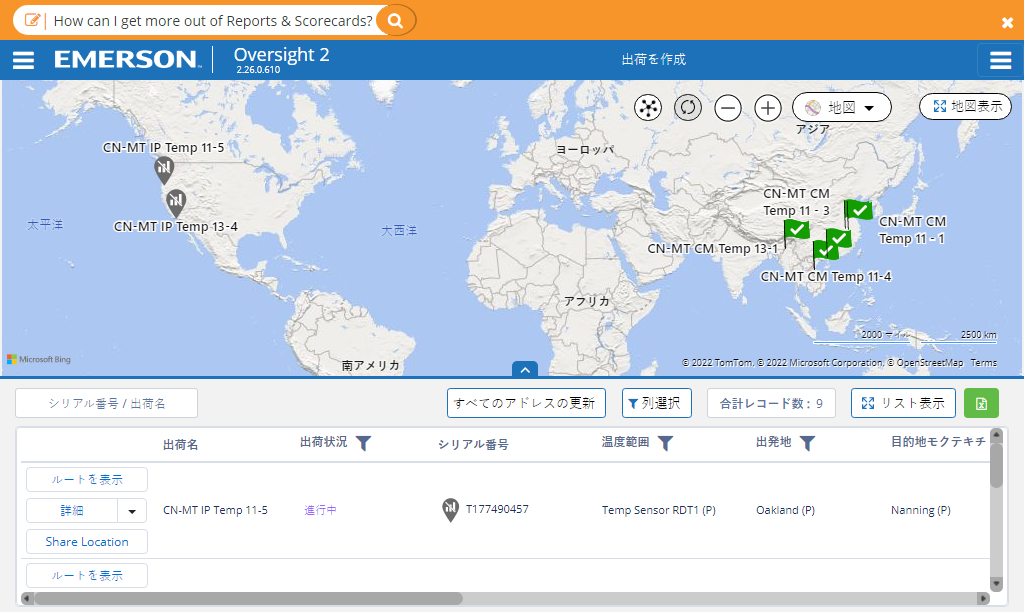 How can I get more out of Reports & Scorecards?
EMERSON
Oversight 2
2.26.0.610
出荷を作成
地図
地図表示
アジア
ヨーロッパ
CN-MT IP Temp 11-5
CN-MT IP Temp 13-4
太平洋
大西洋
CN-MT CM
Temp 11 - 3
CN-MT CM
Temp 11 - 1
CN-MT CM Temp 13-1
CN-MT CM Temp 11-4
アフリカ
南アメリカ
2000 マイル
2500 km
Microsoft Bing
© 2022 TomTom, © 2022 Microsoft Corporation, © OpenStreetMap Terms
シリアル番号 / 出荷名
すべてのアドレスの更新
列選択
合計レコード数 : 9
リスト表示
出荷名
出荷状況
シリアル番号
温度範囲
出発地
目的地モクテキチ
ルートを表示
詳細
CN-MT IP Temp 11-5
進行中
T177490457
Temp Sensor RDT1 (P)
Oakland (P)
Nanning (P)
Share Location
ルートを表示